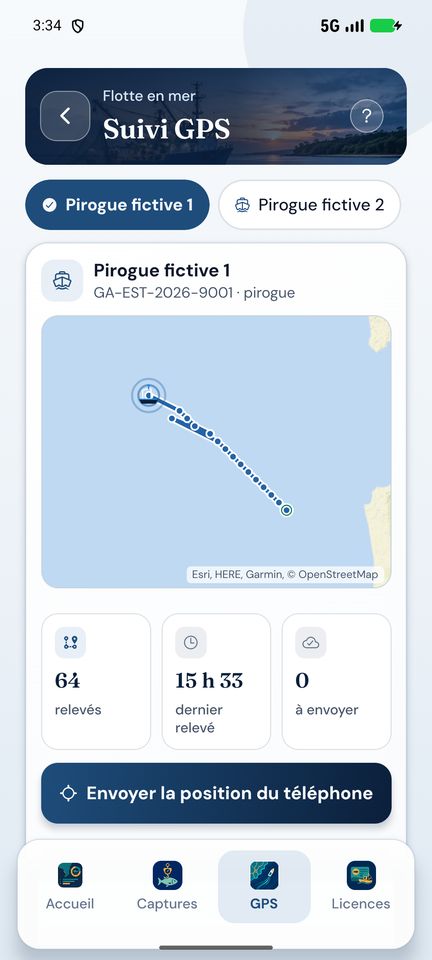 3:34
5G
Flotte en mer
Suivi GPS
?
Pirogue fictive 1
Pirogue fictive 2
Pirogue fictive 1
GA-EST-2026-9001 · pirogue
Esri, HERE, Garmin, © OpenStreetMap
64
relevés
15 h 33
dernier
relevé
0
à envoyer
Envoyer la position du téléphone
Accueil
Captures
GPS
Licences